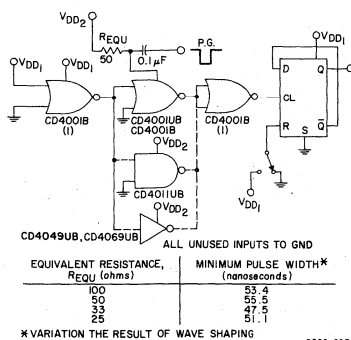 VDD2
REQU
50
0.1µF
P.G.
VDD1
VDD1
VDD1
D Q
CL
R Q̅
S
CD4001B
(1)
CD4001UB
CD4001B
CD4001B
(1)
VDD2
CD4011UB
VDD2
VDD1
CD4049UB, CD4069UB
ALL UNUSED INPUTS TO GND
EQUIVALENT RESISTANCE, MINIMUM PULSE WIDTH*
REQU (ohms) (nanoseconds)
100 53.4
50 55.5
33 47.5
25 51.1
*VARIATION THE RESULT OF WAVE SHAPING